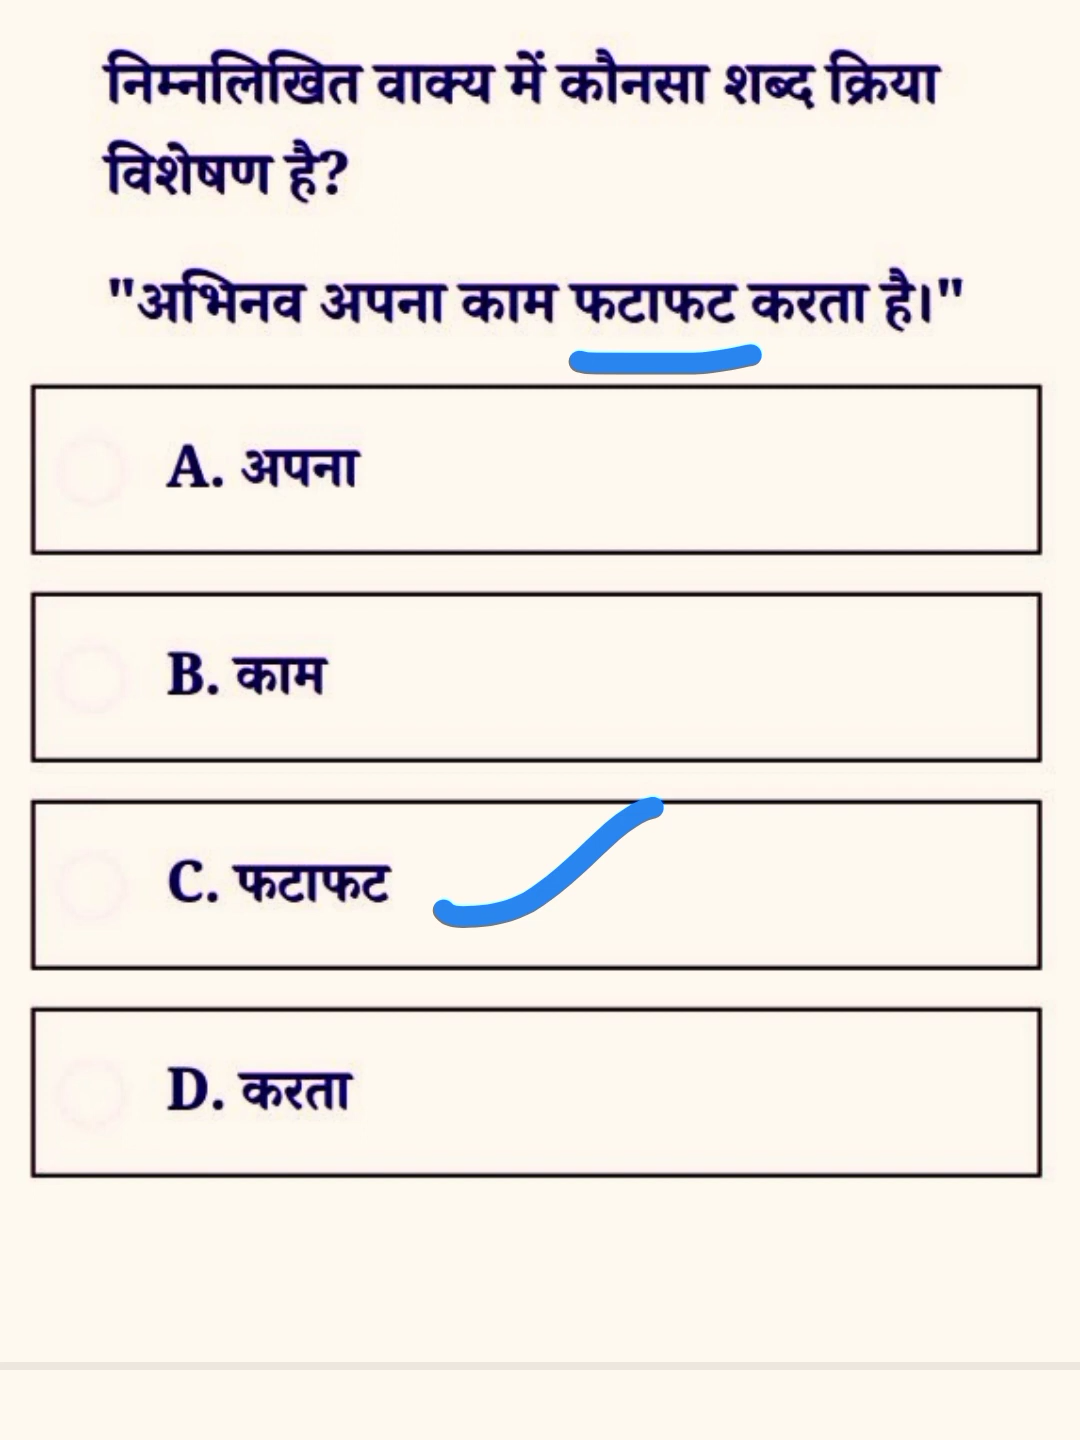 निम्नलिखित वाक्य में कौनसा शब्द क्रिया
विशेषण है?
"अभिनव अपना काम फटाफट करता है।"
A. अपना
B. काम
C. फटाफट
D. करता